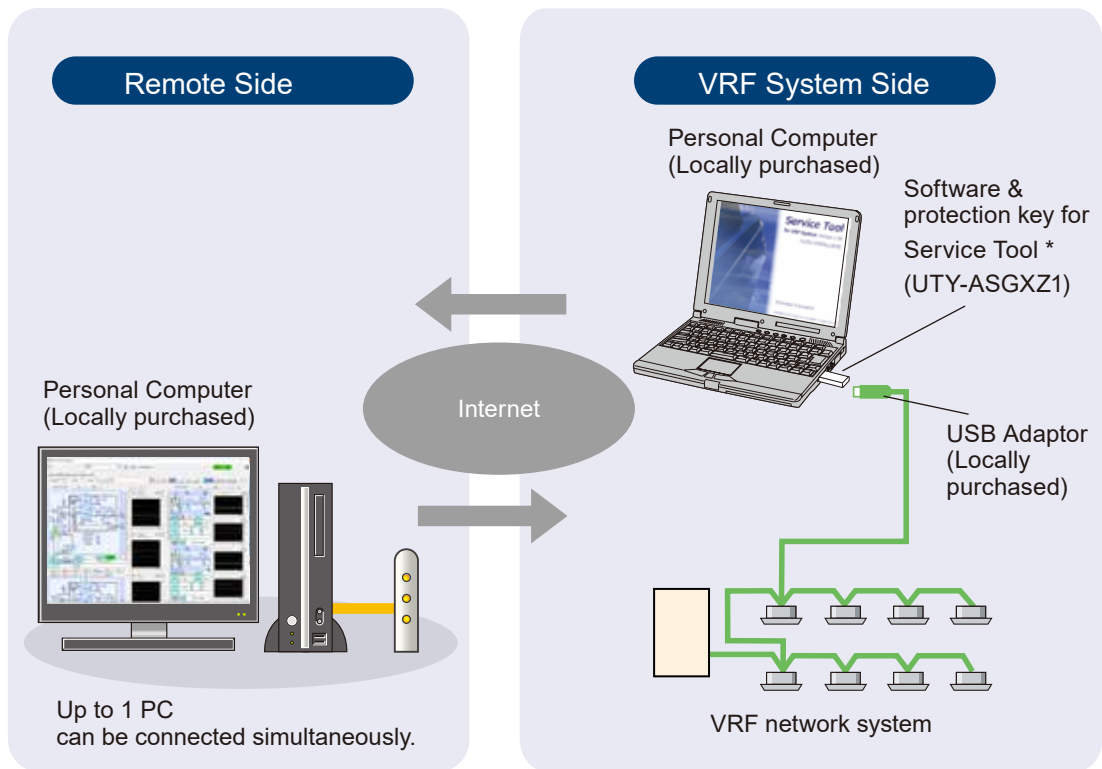 Remote Side
Personal Computer
(Locally purchased)
Up to 1 PC
can be connected simultaneously.
Internet
VRF System Side
Personal Computer
(Locally purchased)
Service Tool
Software &
protection key for
Service Tool *
(UTY-ASGXZ1)
USB Adaptor
(Locally
purchased)
VRF network system